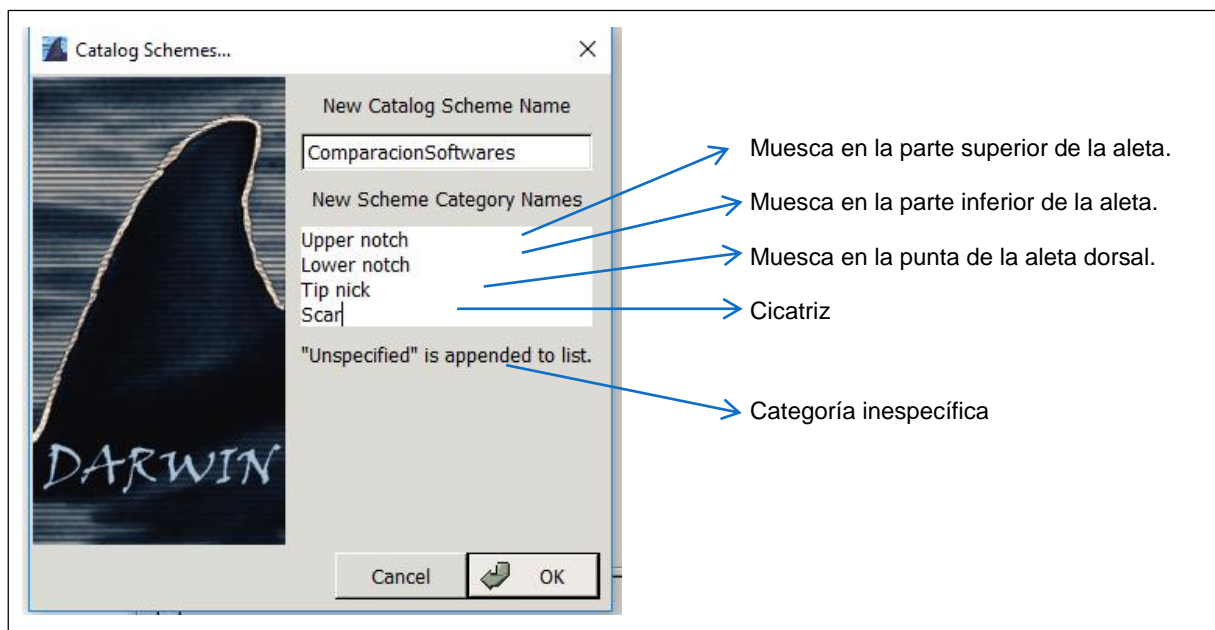 Catalog Schemes...
New Catalog Scheme Name
ComparacionSoftwares
New Scheme Category Names
Upper notch
Lower notch
Tip nick
Scar
"Unspecified" is appended to list.
DARWIN
Cancel
OK
Muesca en la parte superior de la aleta.
Muesca en la parte inferior de la aleta.
Muesca en la punta de la aleta dorsal.
Cicatriz
Categoría inespecífica